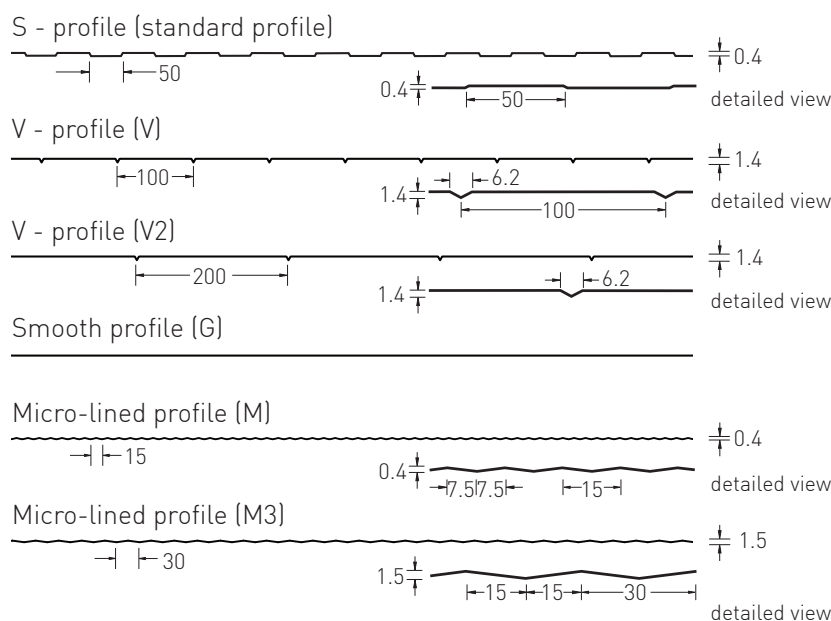 S - profile (standard profile)
0.4
50
0.4
50
detailed view
V - profile (V)
1.4
100
6.2
1.4
100
detailed view
V - profile (V2)
1.4
200
6.2
1.4
detailed view
Smooth profile (G)
Micro-lined profile (M)
0.4
15
0.4
7.5 7.5 15
detailed view
Micro-lined profile (M3)
1.5
30
1.5
15 15 30
detailed view